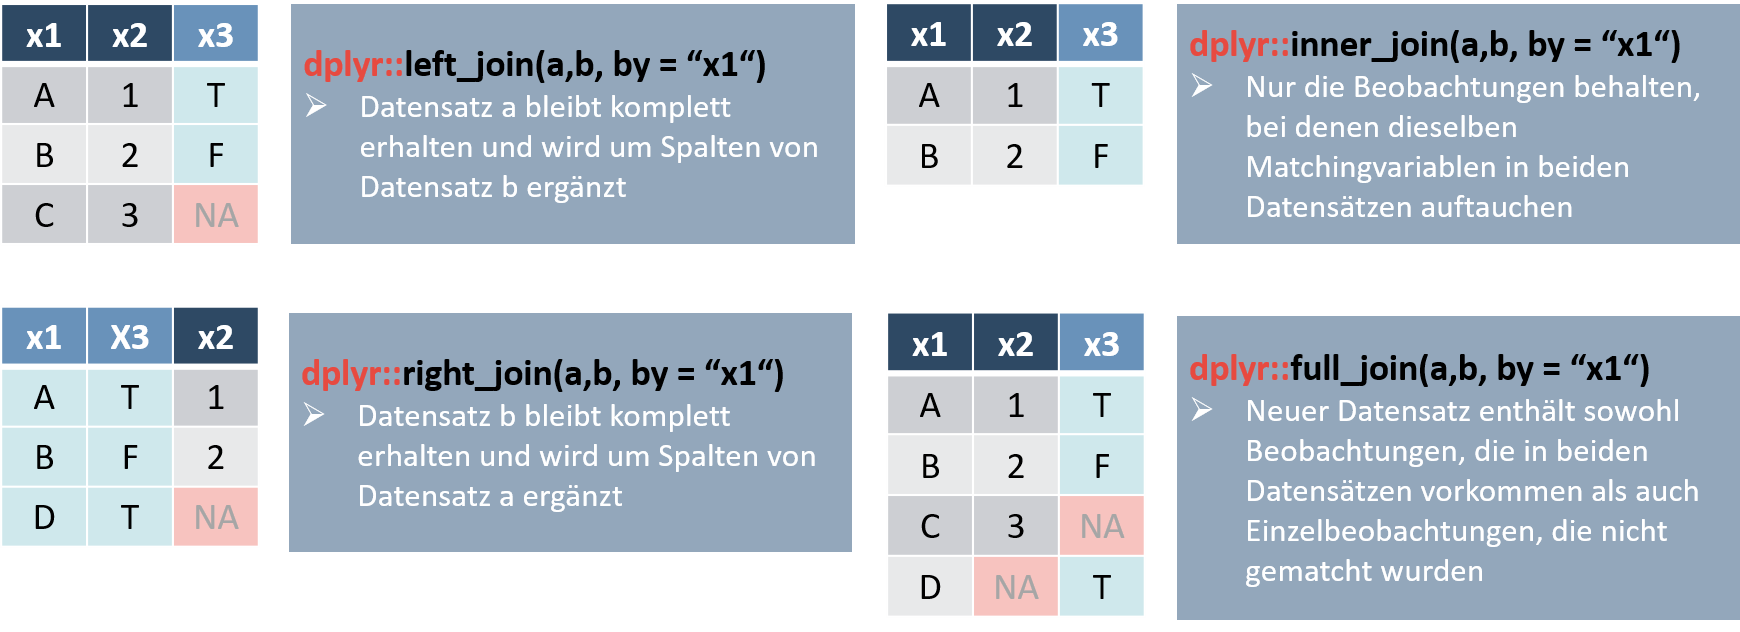 x1 x2 x3
A 1 T
B 2 F
C 3 NA
dplyr::left_join(a,b, by = “x1“)
➢ Datensatz a bleibt komplett
erhalten und wird um Spalten von
Datensatz b ergänzt
x1 x2 x3
A 1 T
B 2 F
dplyr::inner_join(a,b, by = “x1“)
➢ Nur die Beobachtungen behalten,
bei denen dieselben
Matchingvariablen in beiden
Datensätzen auftauchen
x1 X3 x2
A T 1
B F 2
D T NA
dplyr::right_join(a,b, by = “x1“)
➢ Datensatz b bleibt komplett
erhalten und wird um Spalten von
Datensatz a ergänzt
x1 x2 x3
A 1 T
B 2 F
C 3 NA
D NA T
dplyr::full_join(a,b, by = “x1“)
➢ Neuer Datensatz enthält sowohl
Beobachtungen, die in beiden
Datensätzen vorkommen als auch
Einzelbeobachtungen, die nicht
gematcht wurden